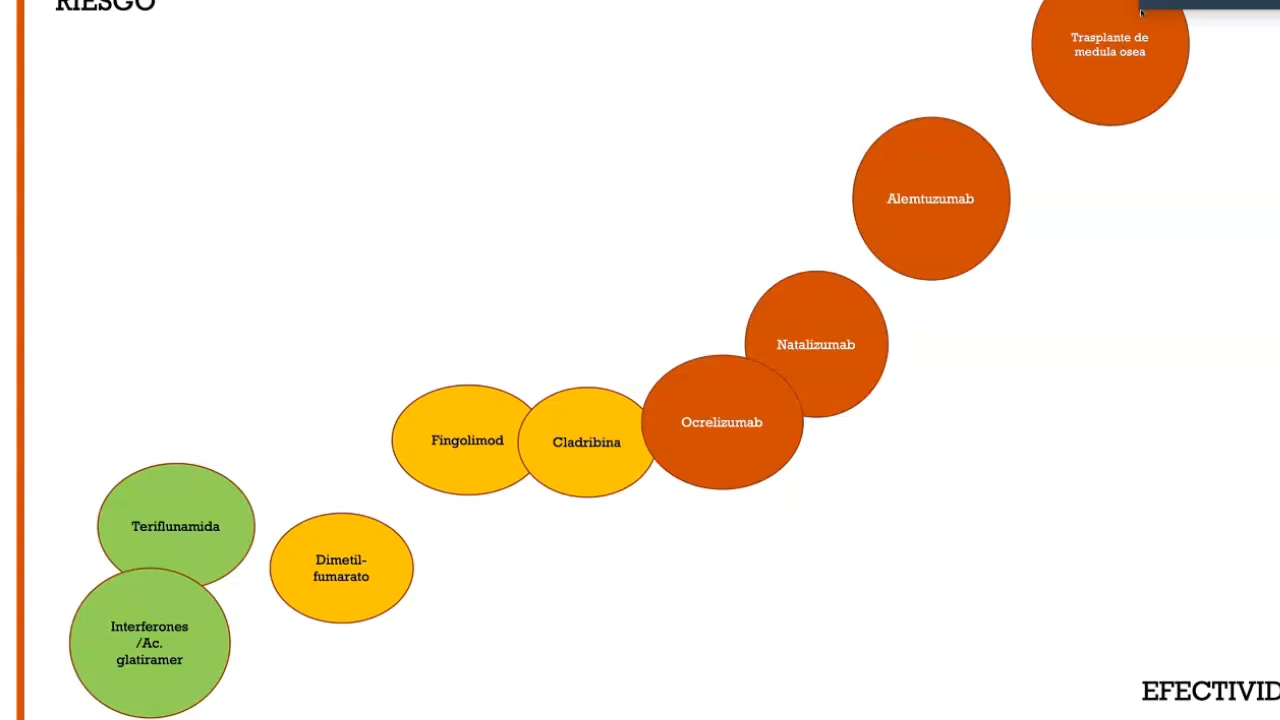 RIESGO
Trasplante de
medula osea
Alemtuzumab
Natalizumab
Ocrelizumab
Fingolimod
Cladribina
Teriflunamida
Dimetil-
fumarato
Interferones
/Ac.
glatiramer
EFECTIVID